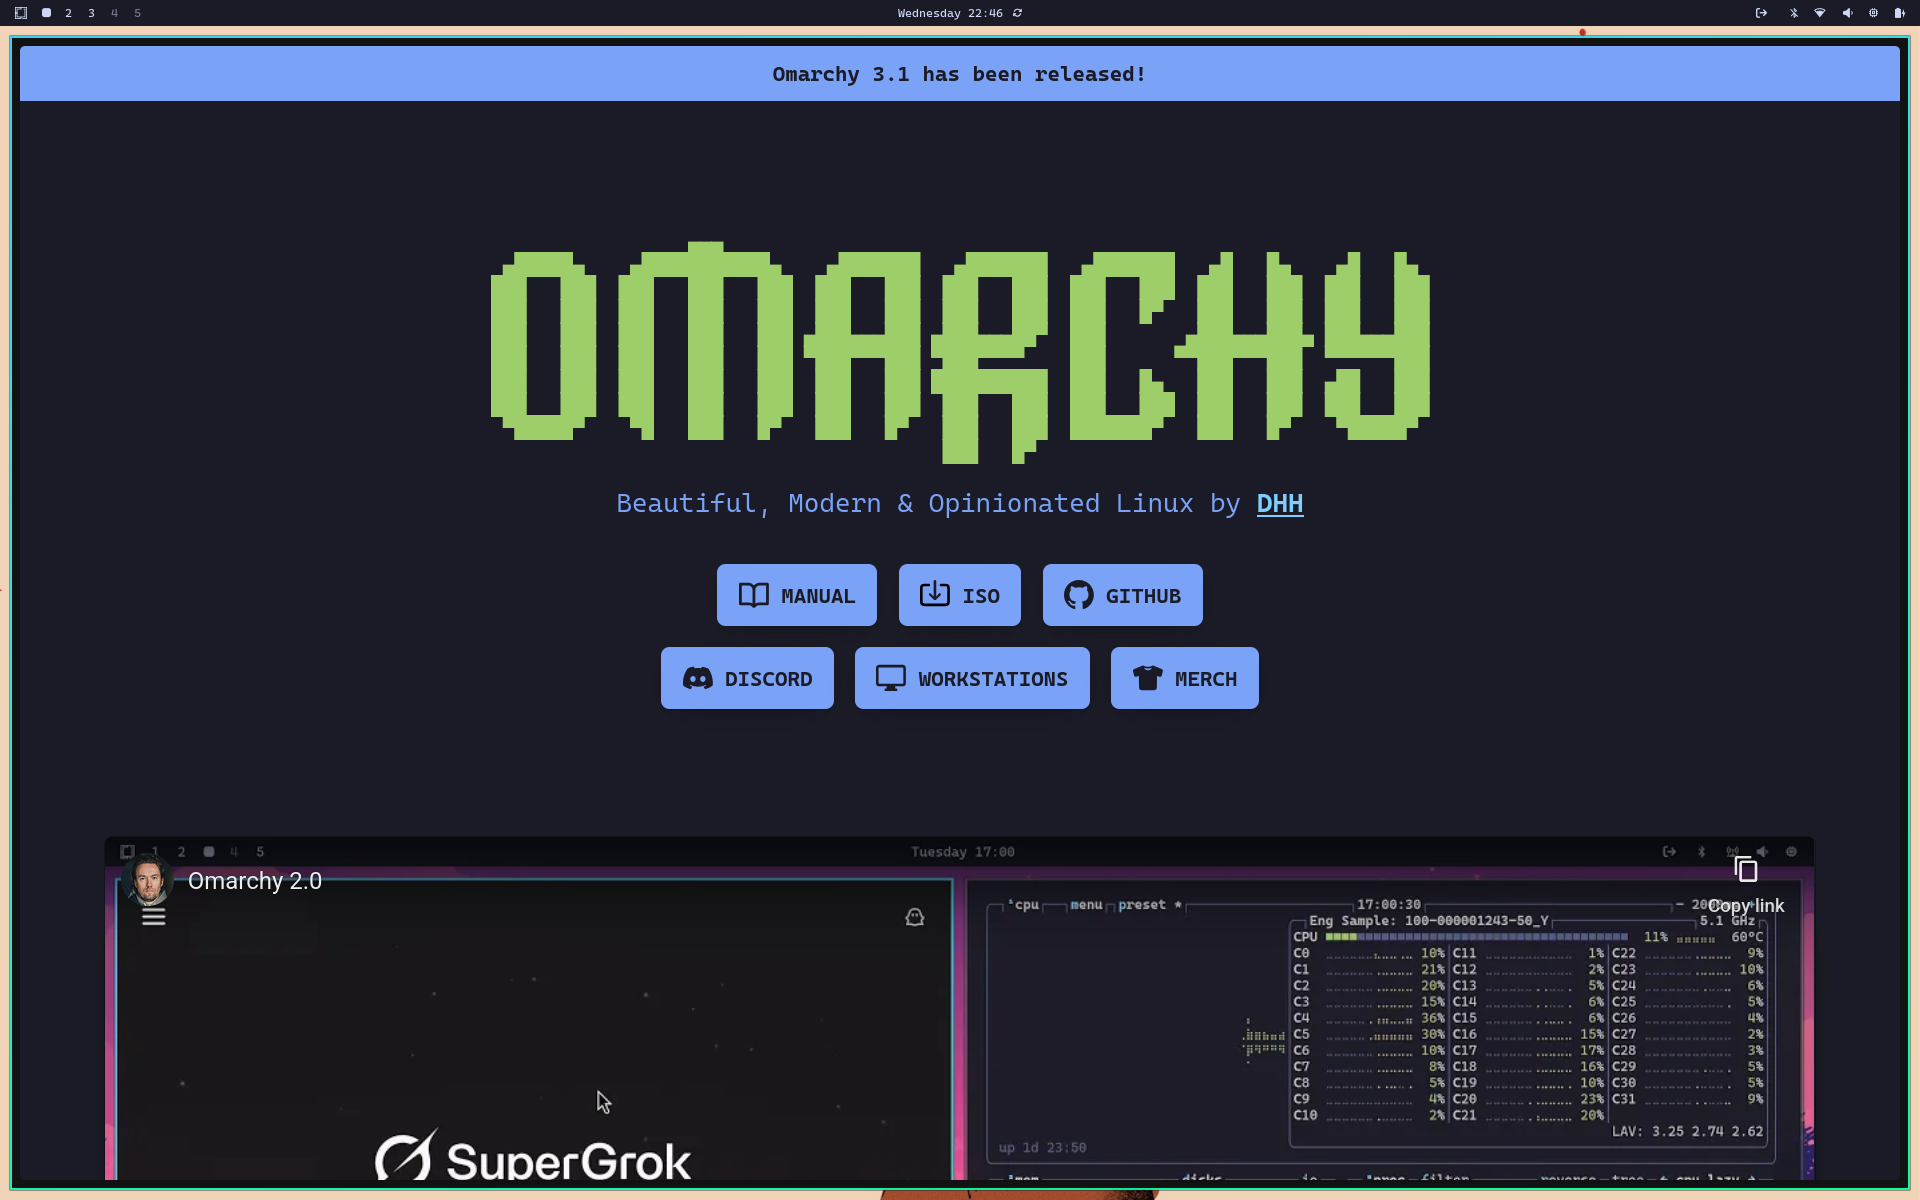 2 3 4 5 Wednesday 22:46
Omarchy 3.1 has been released!
OMARCHY
Beautiful, Modern & Opinionated Linux by DHH
MANUAL ISO GITHUB
DISCORD WORKSTATIONS MERCH
1 2 4 5 Tuesday 17:00
Omarchy 2.0
Copy link
SuperGrok
¹cpu menu preset * 17:00:30
Eng Sample: 100-000001243-50_Y 5.1 GHz
CPU 11% 60°C
C0 10% C11 1% C22 9%
C1 21% C12 2% C23 10%
C2 20% C13 5% C24 6%
C3 15% C14 6% C25 5%
C4 36% C15 6% C26 4%
C5 30% C16 15% C27 2%
C6 10% C17 17% C28 3%
C7 8% C18 16% C29 5%
C8 5% C19 10% C30 5%
C9 4% C20 23% C31 9%
C10 2% C21 20%
LAV: 3.25 2.74 2.62
up 1d 23:50